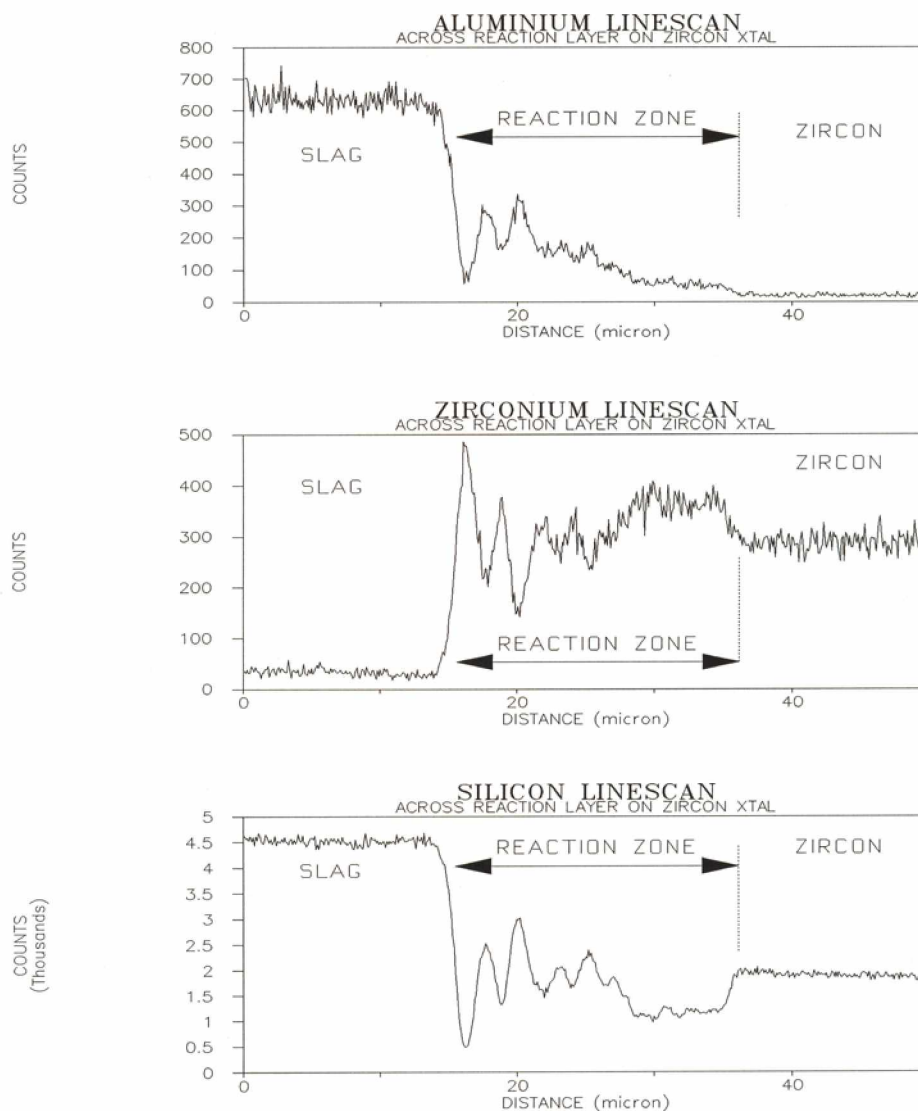 ALUMINIUM LINESCAN
ACROSS REACTION LAYER ON ZIRCON XTAL
800
700
600
500
400
300
200
100
0
COUNTS
SLAG
REACTION ZONE
ZIRCON
0
20
40
DISTANCE (micron)
ZIRCONIUM LINESCAN
ACROSS REACTION LAYER ON ZIRCON XTAL
500
400
300
200
100
0
COUNTS
SLAG
ZIRCON
REACTION ZONE
0
20
40
DISTANCE (micron)
SILICON LINESCAN
ACROSS REACTION LAYER ON ZIRCON XTAL
5
4.5
4
3.5
3
2.5
2
1.5
1
0.5
0
COUNTS
(Thousands)
SLAG
REACTION ZONE
ZIRCON
0
20
40
DISTANCE (micron)